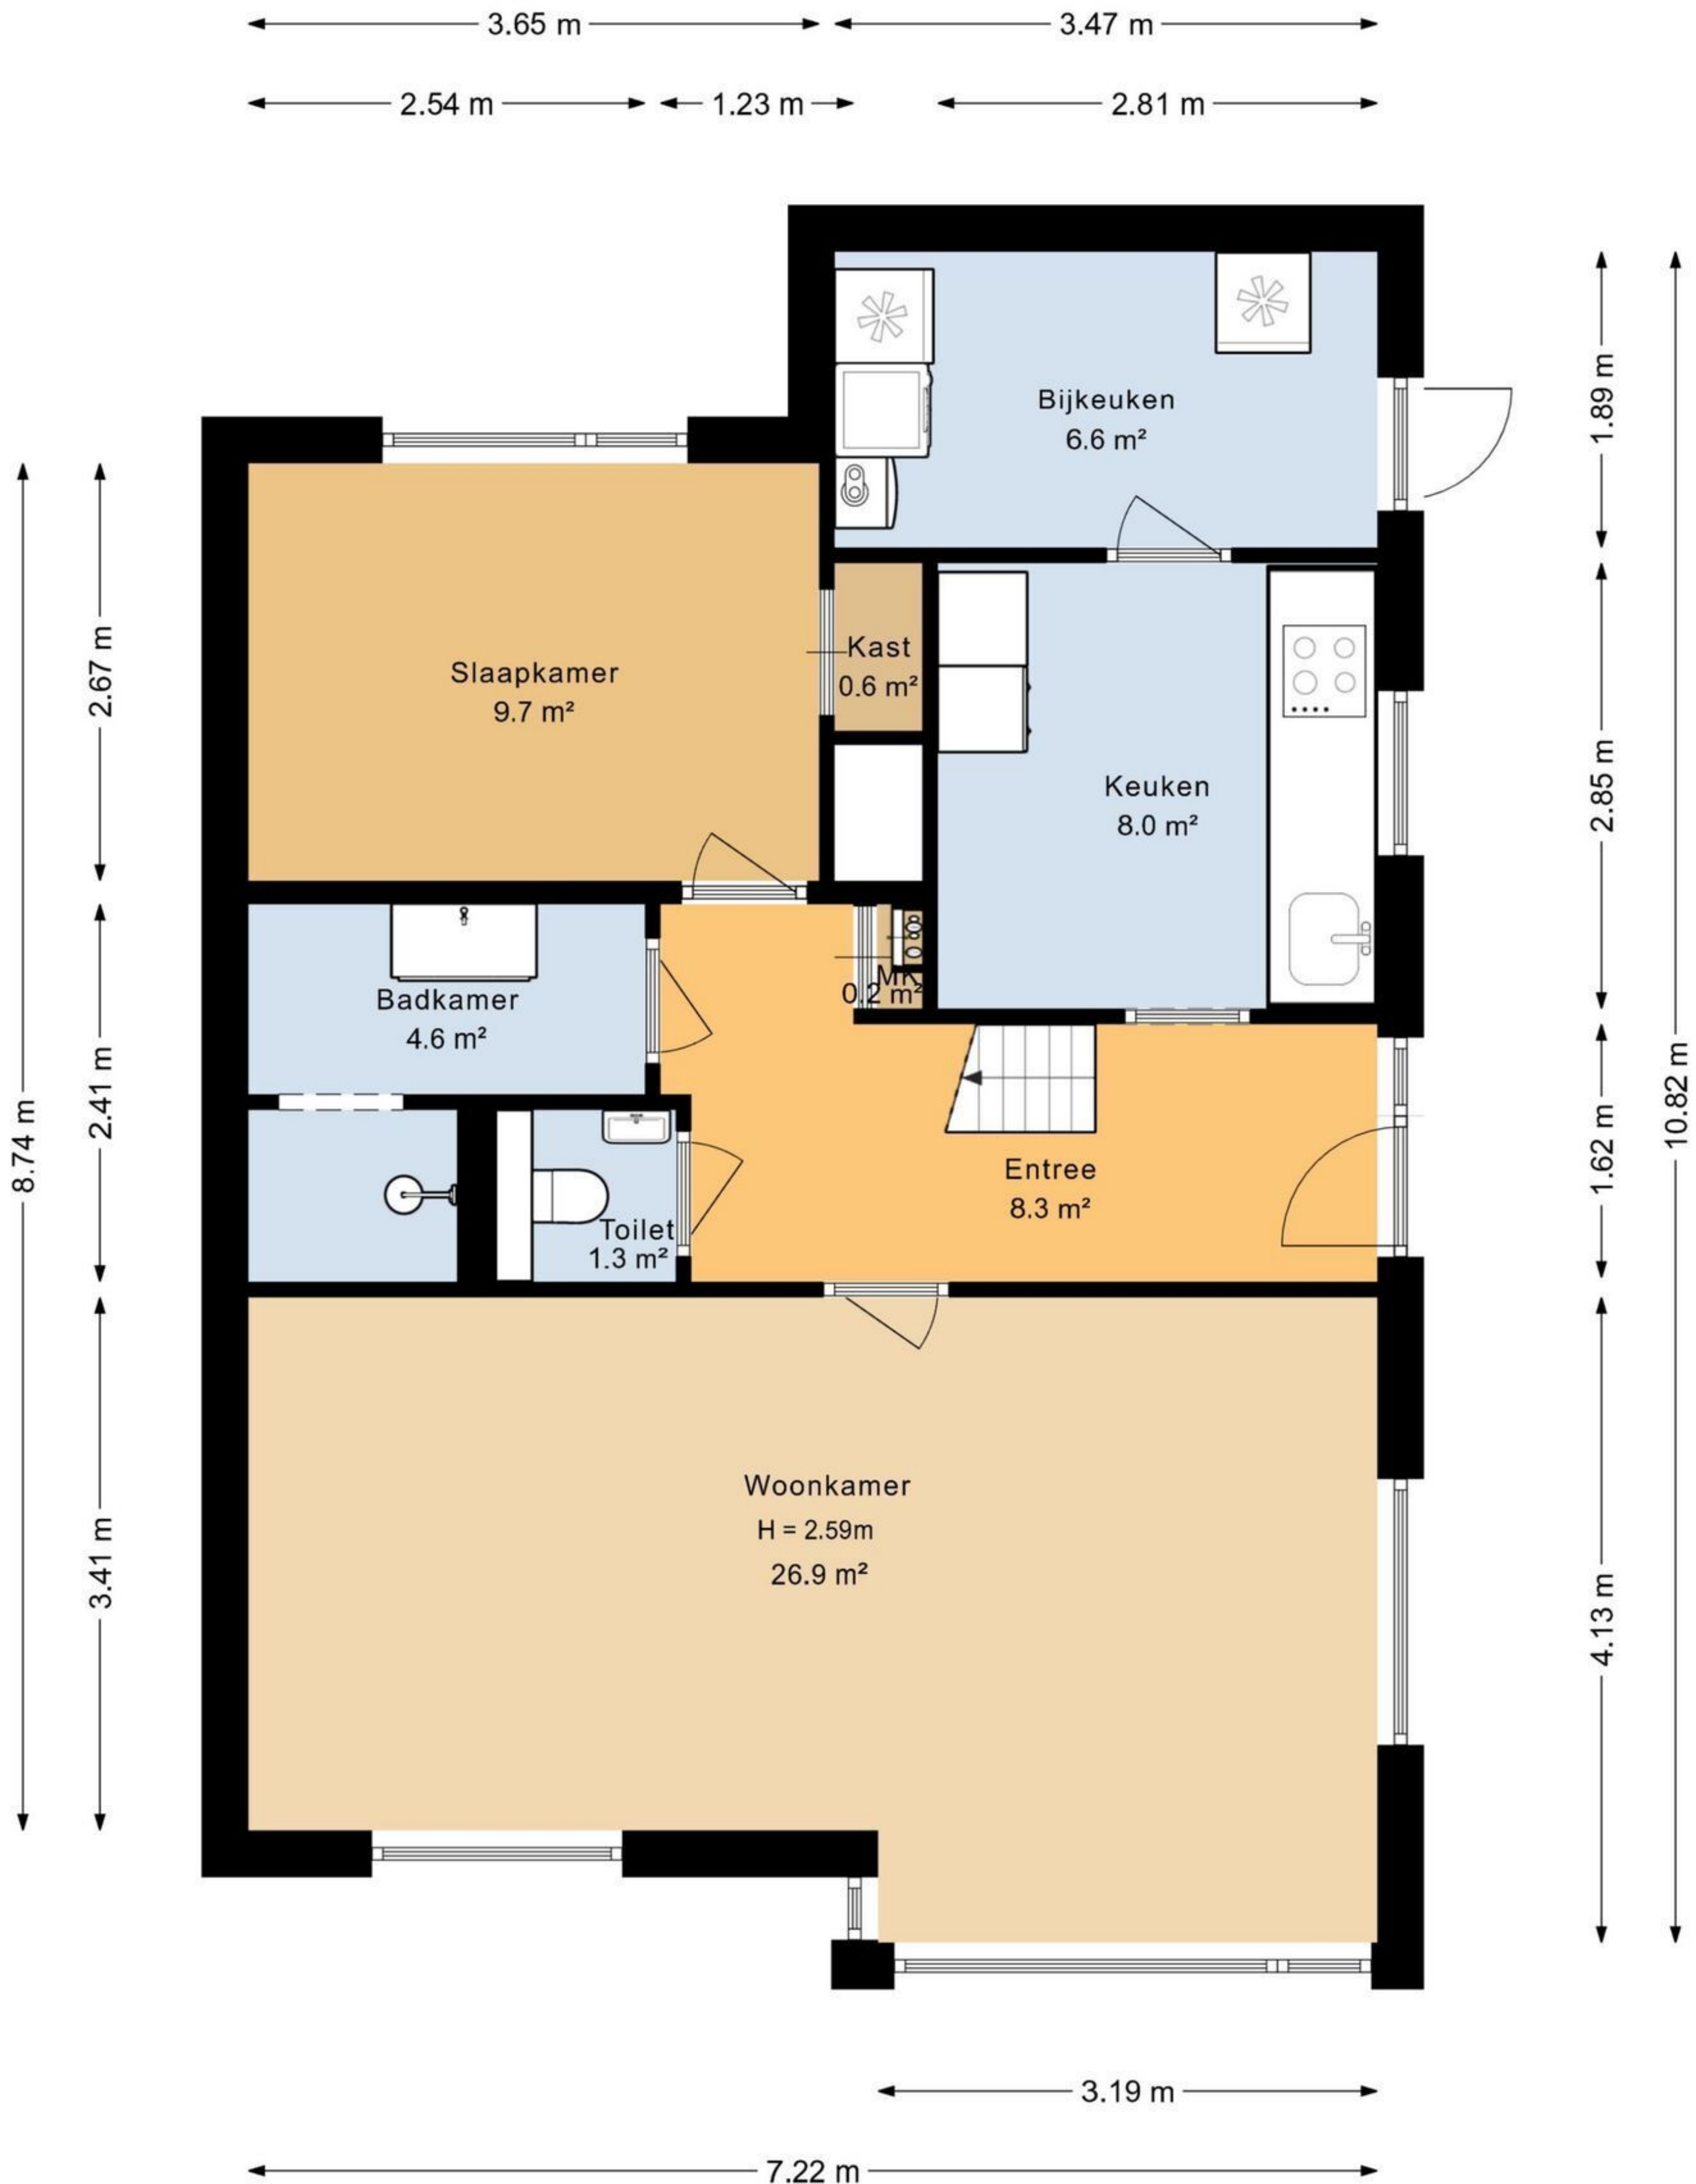 3.65 m
3.47 m
2.54 m
1.23 m
2.81 m
Bijkeuken
6.6 m²
1.89 m
Slaapkamer
9.7 m²
2.67 m
Kast
0.6 m²
Keuken
8.0 m²
2.85 m
MK
0.2 m²
Badkamer
4.6 m²
2.41 m
8.74 m
10.82 m
Entree
8.3 m²
1.62 m
Toilet
1.3 m²
Woonkamer
H = 2.59m
26.9 m²
3.41 m
4.13 m
3.19 m
7.22 m